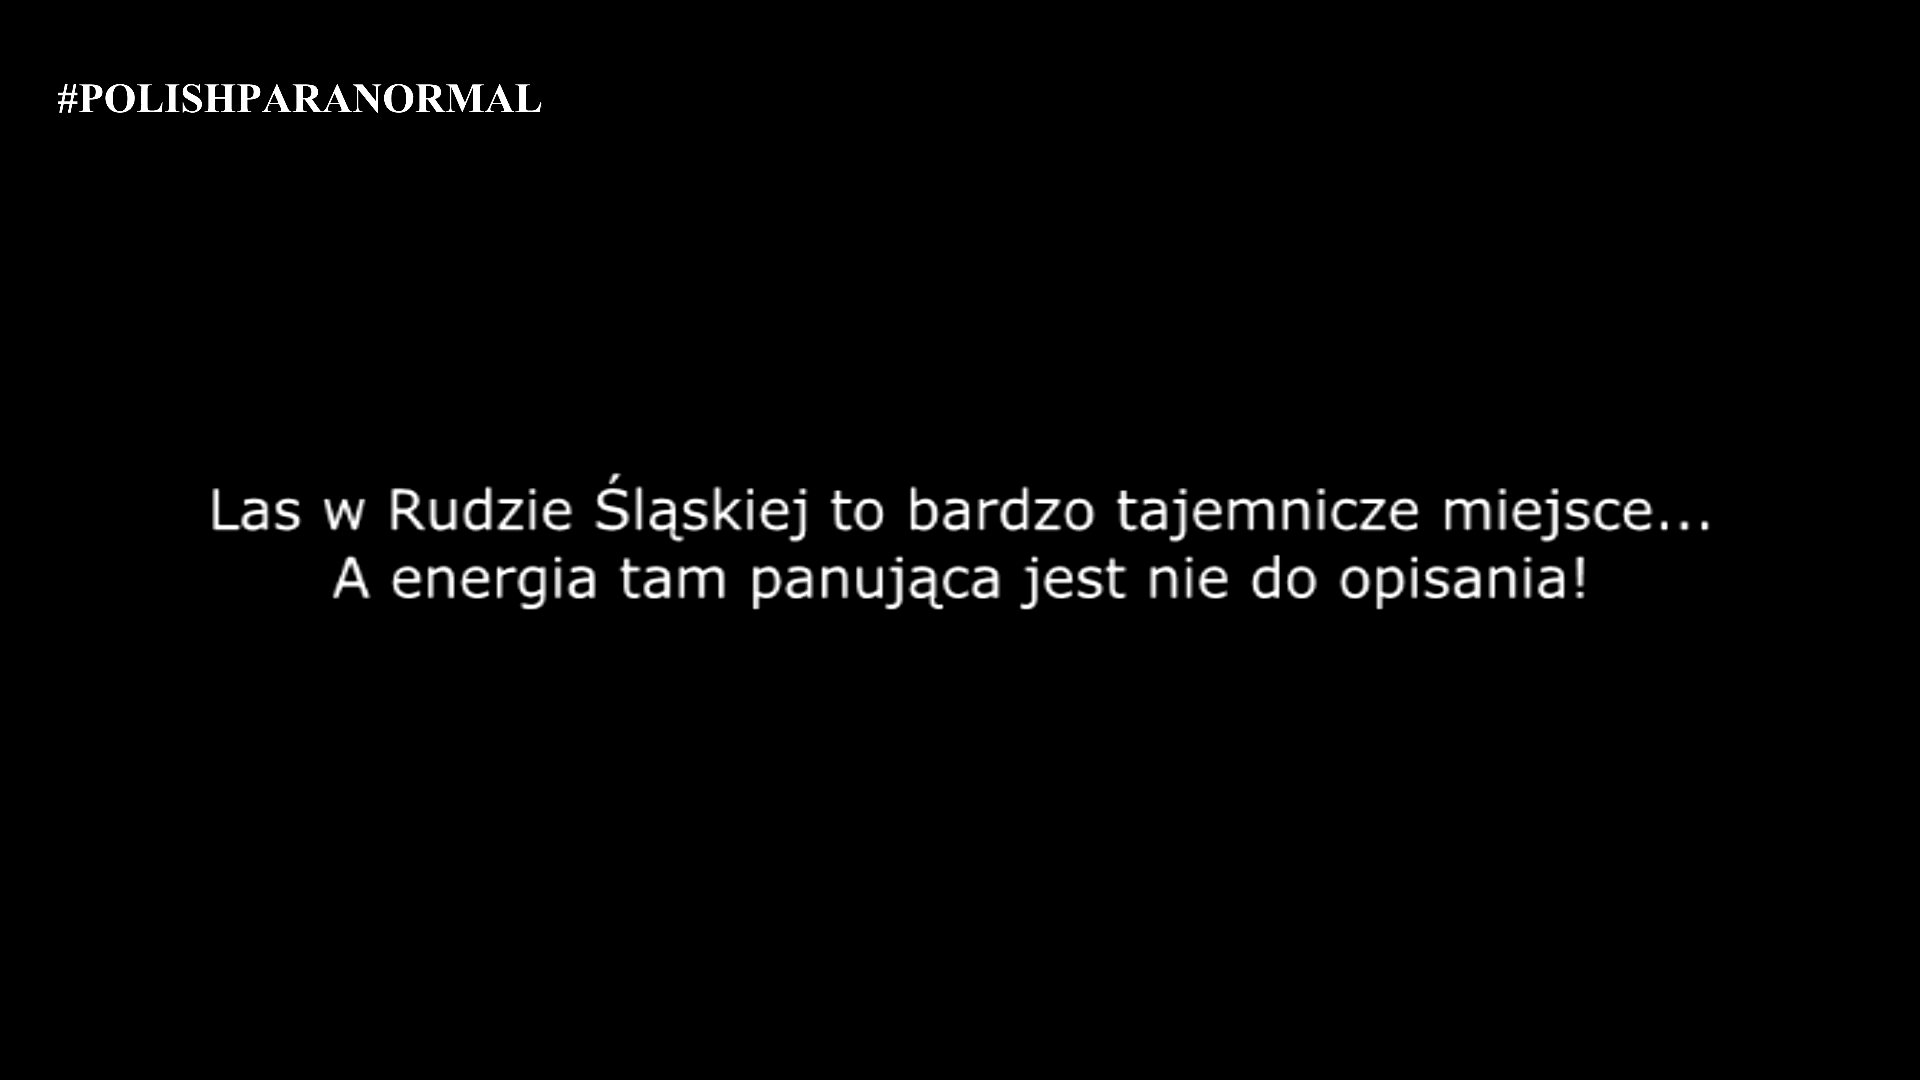 #POLISHPARANORMAL
Las w Rudzie Śląskiej to bardzo tajemnicze miejsce...
A energia tam panująca jest nie do opisania!